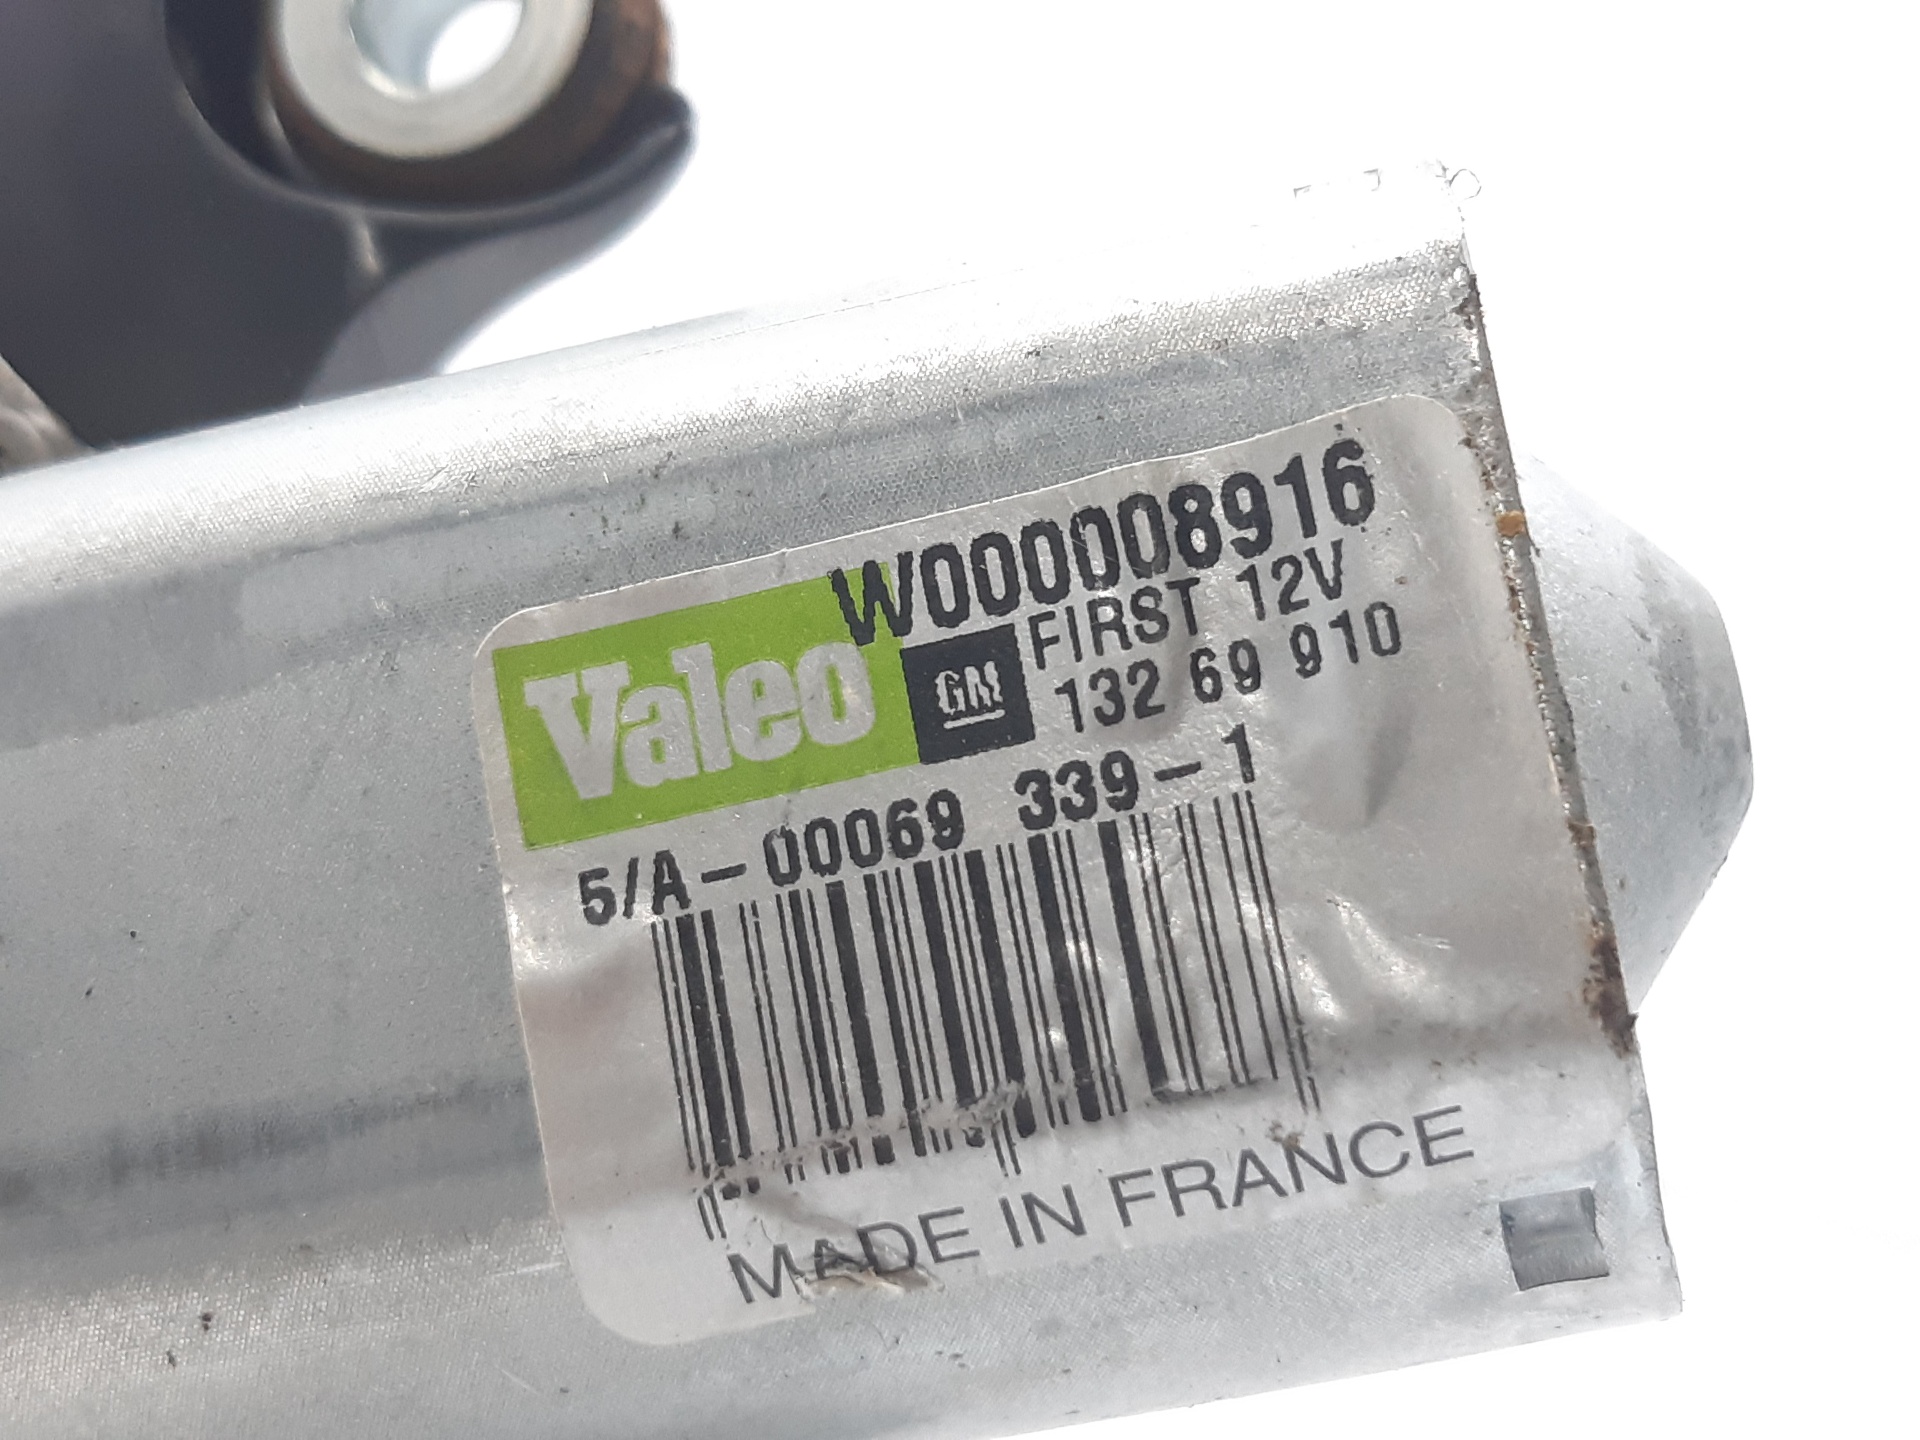 W000008916
Valeo GM FIRST 12V
132 69 910
5/A-00069 339-1
MADE IN FRANCE